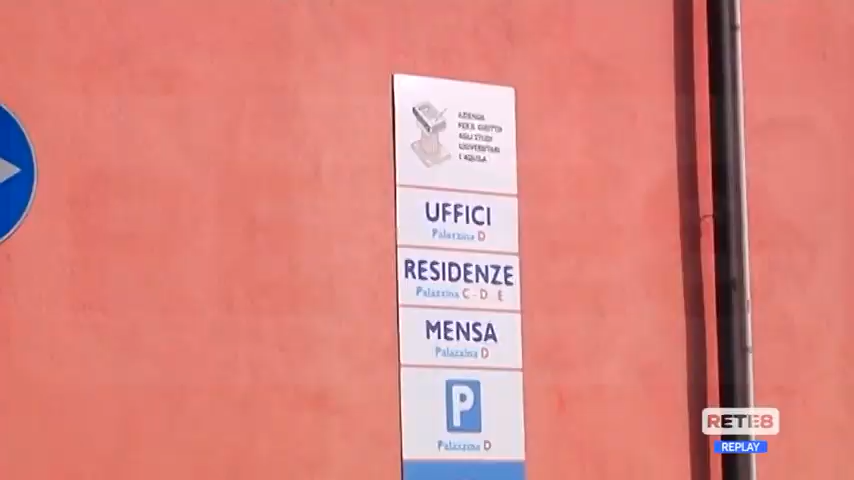 AZIENDA
PER IL DIRITTO
AGLI STUDI
UNIVERSITARI
L'AQUILA
UFFICI
Palazzina D
RESIDENZE
Palazzina C - D E
MENSA
Palazzina D
P
Palazzina D
RETE8
REPLAY